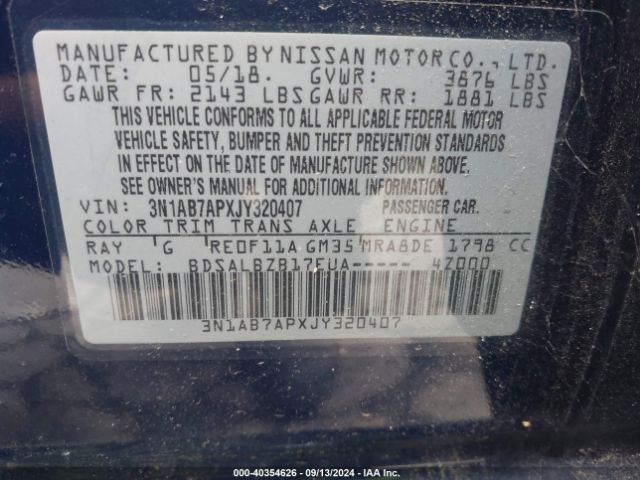 MANUFACTURED BY NISSAN MOTOR CO., LTD.
DATE: 05/18. GVWR: 3876 LBS
GAWR FR: 2143 LBS GAWR RR: 1881 LBS
THIS VEHICLE CONFORMS TO ALL APPLICABLE FEDERAL MOTOR
VEHICLE SAFETY, BUMPER AND THEFT PREVENTION STANDARDS
IN EFFECT ON THE DATE OF MANUFACTURE SHOWN ABOVE.
SEE OWNER'S MANUAL FOR ADDITIONAL INFORMATION.
VIN: 3N1AB7APXJY320407 PASSENGER CAR.
COLOR TRIM TRANS AXLE ENGINE
RAY G RE0F11A GM35 MRA8DE 1798 CC
MODEL: BDSALBZB17EUA----- 4Z000
3N1AB7APXJY320407
000-40354626 - 09/13/2024 - IAA Inc.